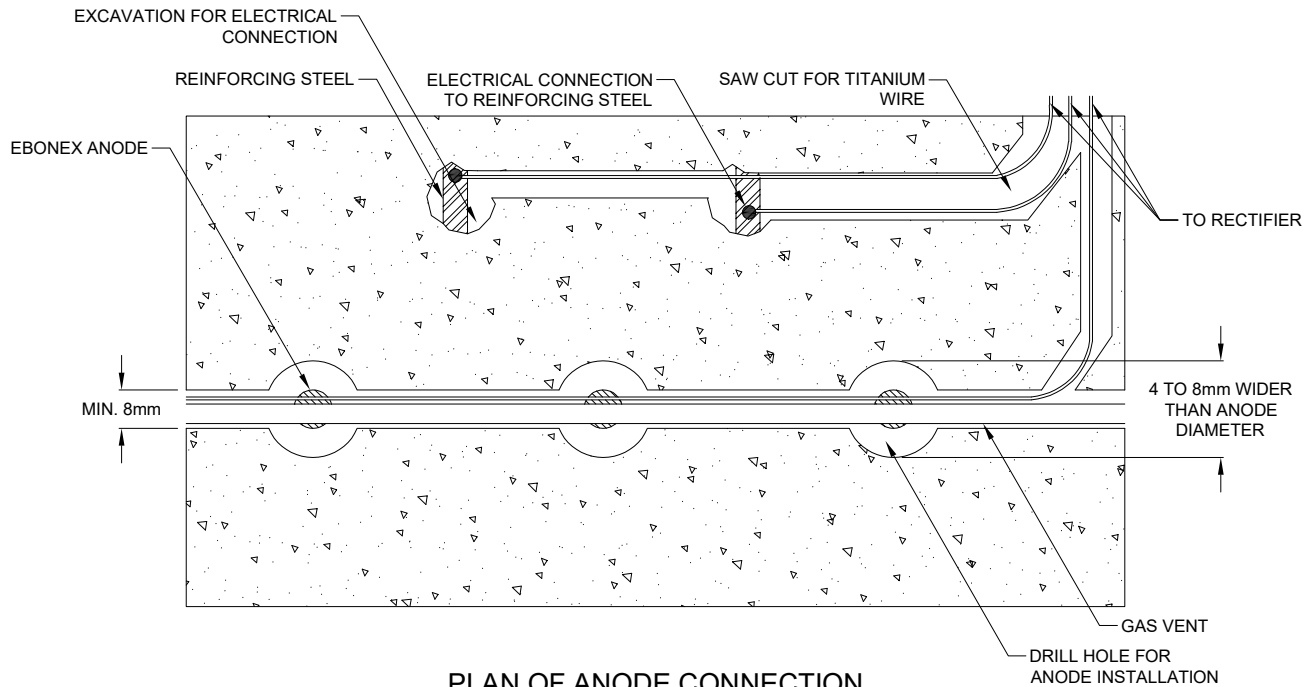 EXCAVATION FOR ELECTRICAL
CONNECTION
REINFORCING STEEL
ELECTRICAL CONNECTION
TO REINFORCING STEEL
SAW CUT FOR TITANIUM
WIRE
EBONEX ANODE
TO RECTIFIER
MIN. 8mm
4 TO 8mm WIDER
THAN ANODE
DIAMETER
GAS VENT
DRILL HOLE FOR
ANODE INSTALLATION
PLAN OF ANODE CONNECTION